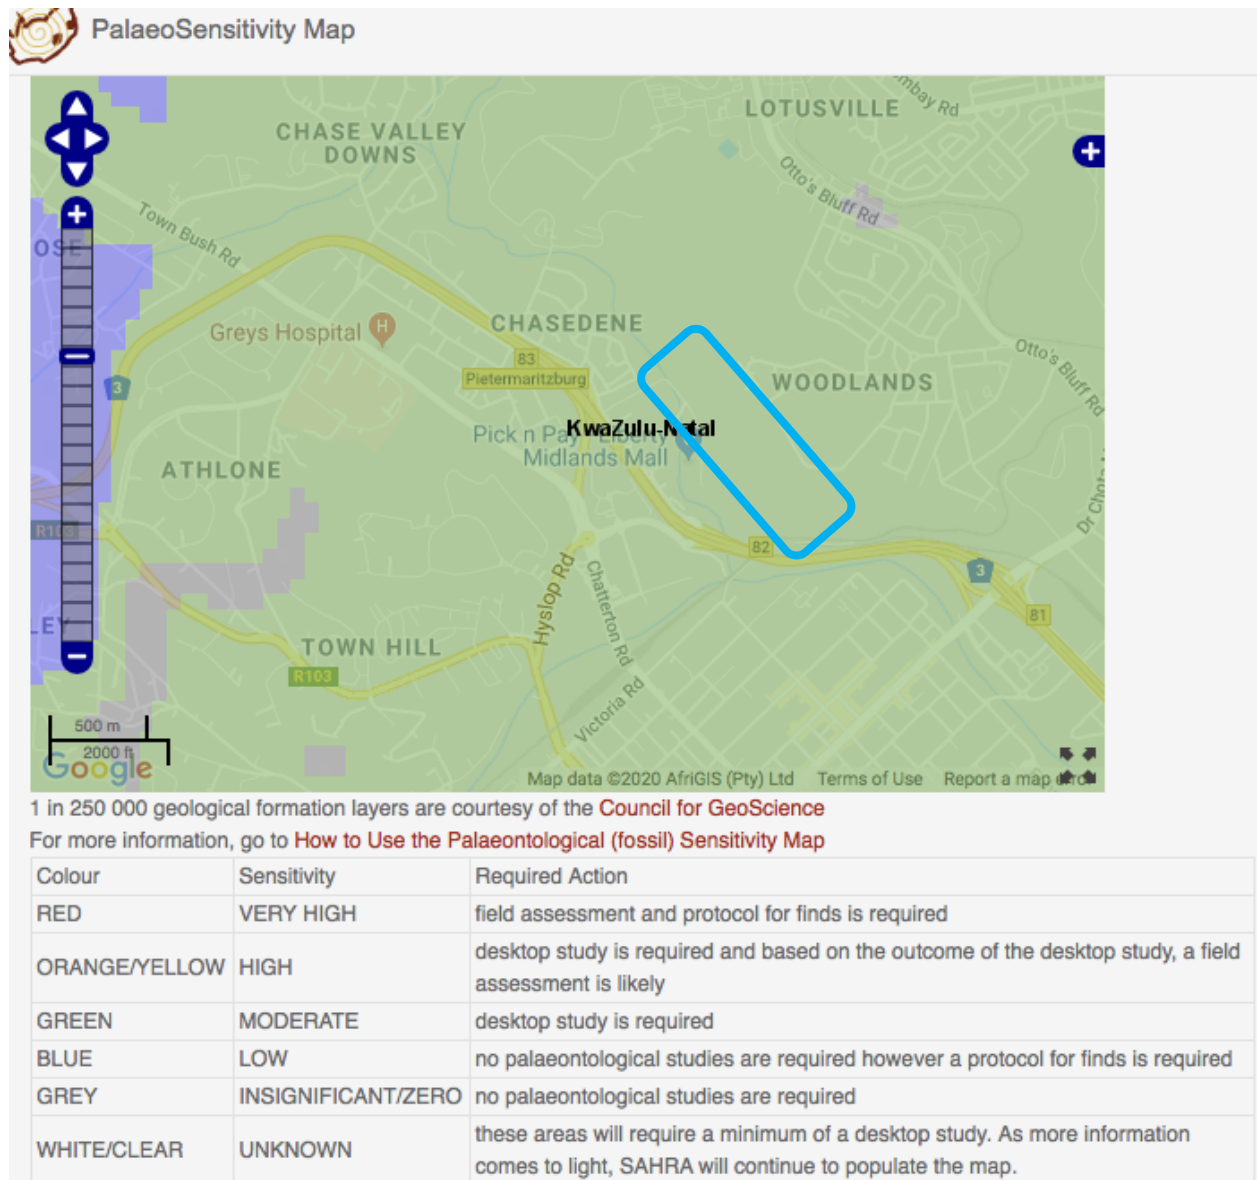 PalaeoSensitivity Map
LOTUSVILLE
CHASE VALLEY
DOWNS
Otto's Bluff Rd
Town Bush Rd
OSE
Greys Hospital H
CHASEDENE
83
Pietermaritzburg
WOODLANDS
Otto's Bluff Rd
3
KwaZulu-Natal
Pick n Pay Liberty
Midlands Mall
ATHLONE
R103
82
3
81
Hyslop Rd
Chatterton Rd
LEY
TOWN HILL
R103
Victoria Rd
500 m
2000 ft
Google
Map data ©2020 AfriGIS (Pty) Ltd Terms of Use Report a map error
1 in 250 000 geological formation layers are courtesy of the Council for GeoScience
For more information, go to How to Use the Palaeontological (fossil) Sensitivity Map
Colour Sensitivity Required Action
RED VERY HIGH field assessment and protocol for finds is required
ORANGE/YELLOW HIGH desktop study is required and based on the outcome of the desktop study, a field
assessment is likely
GREEN MODERATE desktop study is required
BLUE LOW no palaeontological studies are required however a protocol for finds is required
GREY INSIGNIFICANT/ZERO no palaeontological studies are required
WHITE/CLEAR UNKNOWN these areas will require a minimum of a desktop study. As more information
comes to light, SAHRA will continue to populate the map.